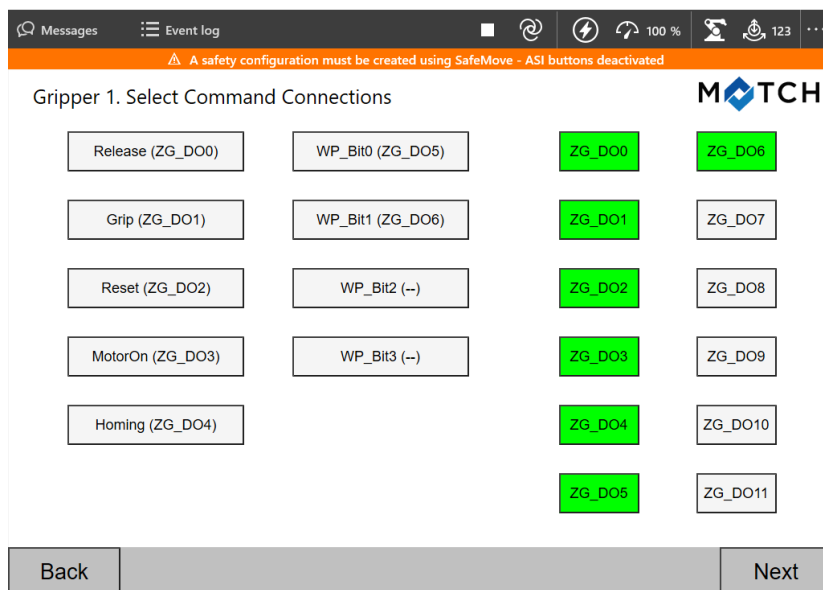 Messages Event log 100 % 123 ...
A safety configuration must be created using SafeMove - ASI buttons deactivated
Gripper 1. Select Command Connections
MOTCH
Release (ZG_DO0) WP_Bit0 (ZG_DO5) ZG_DO0 ZG_DO6
Grip (ZG_DO1) WP_Bit1 (ZG_DO6) ZG_DO1 ZG_DO7
Reset (ZG_DO2) WP_Bit2 (--) ZG_DO2 ZG_DO8
MotorOn (ZG_DO3) WP_Bit3 (--) ZG_DO3 ZG_DO9
Homing (ZG_DO4) ZG_DO4 ZG_DO10
ZG_DO5 ZG_DO11
Back Next